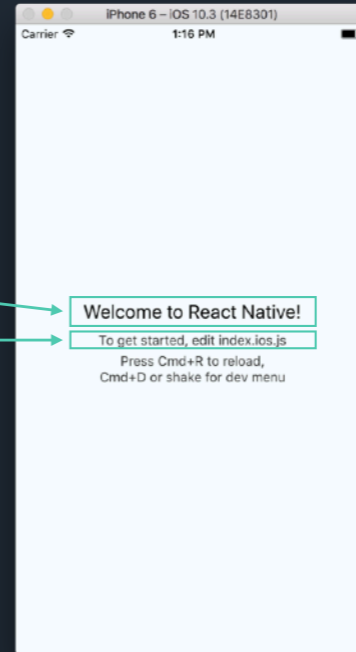 iPhone 6 – iOS 10.3 (14E8301)
Carrier 1:16 PM
Welcome to React Native!
To get started, edit index.ios.js
Press Cmd+R to reload,
Cmd+D or shake for dev menu